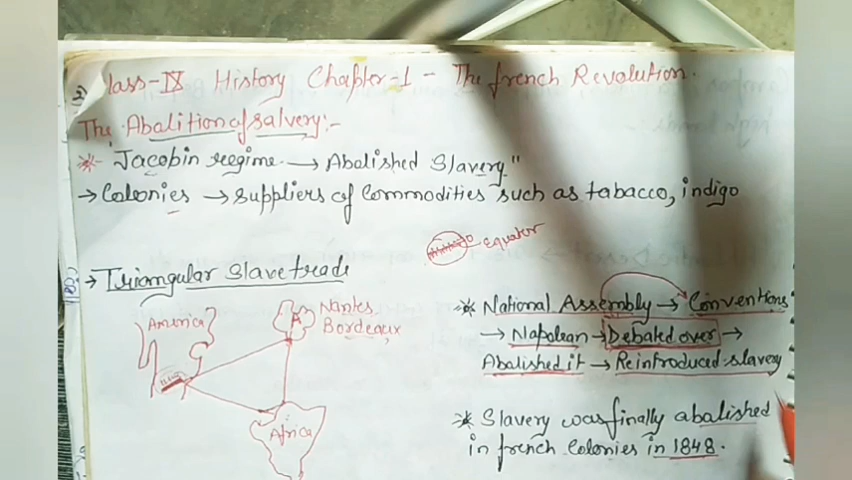 Class-IX History Chapter-1 - The french Revolution.
The Abalition of salvery:-
Jacobin regime → Abolished Slavery"
→ Colonies → suppliers of Commodities such as tabacco, indigo
equator
→ Triangular Slave trade
America
Nantes
Bordeaux
Africa
National Assembly → Conventions
→ Napolean → Debated over →
Abalished it → Reintroduced slavery
Slavery was finally abalished
in french Colonies in 1848.